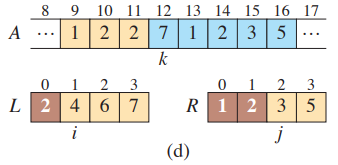 8 9 10 11 12 13 14 15 16 17
A … 1 2 2 7 1 2 3 5 …
k
0 1 2 3 0 1 2 3
L 2 4 6 7 R 1 2 3 5
i j
(d)